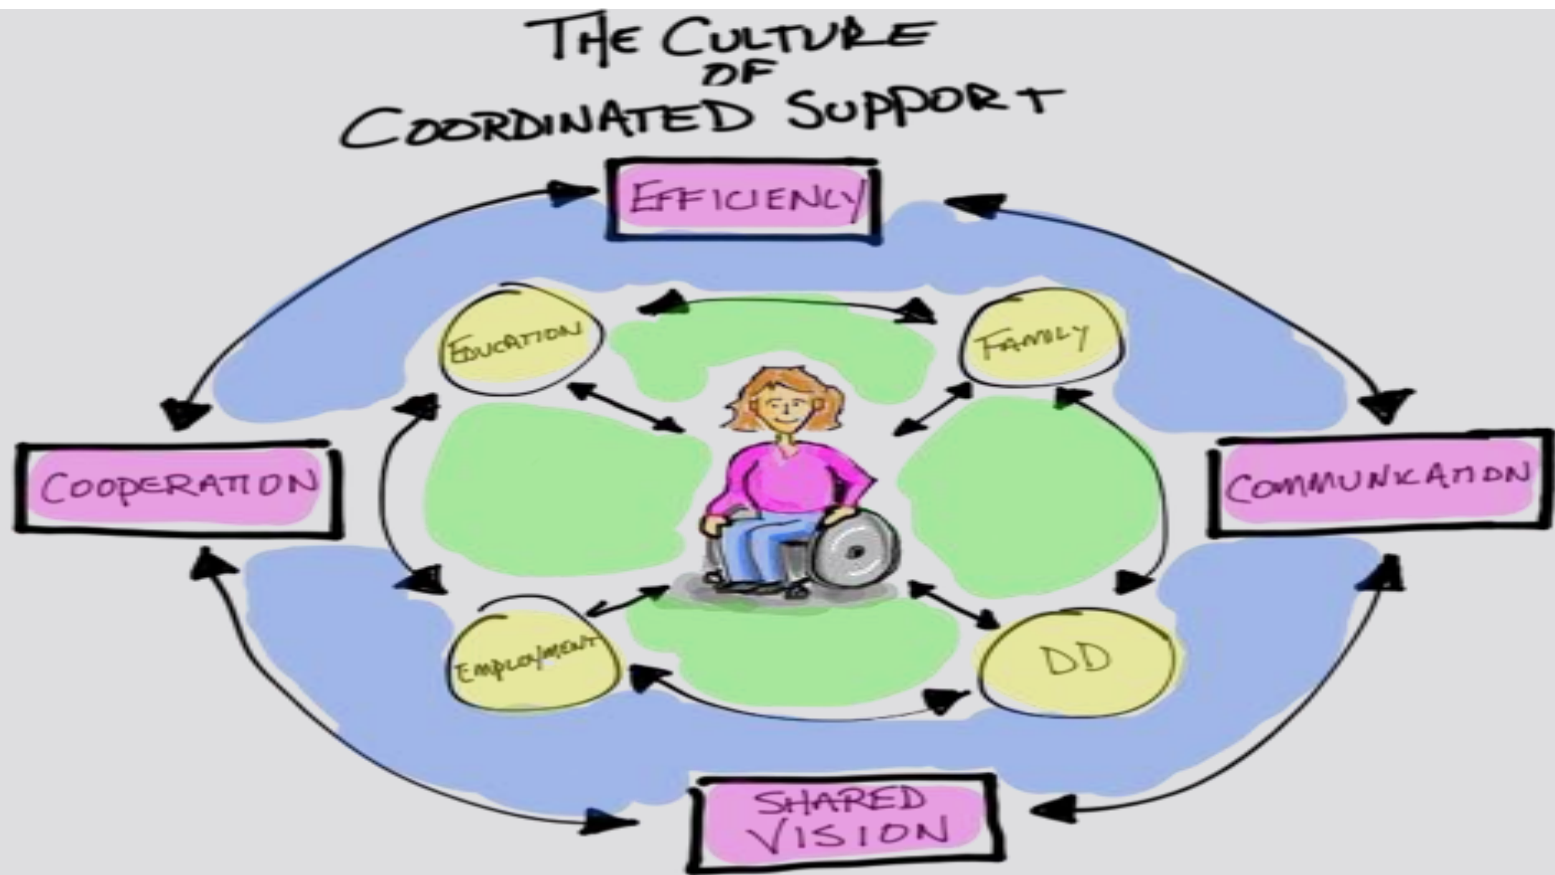 THE CULTURE
OF
COORDINATED SUPPORT
EFFICIENCY
EDUCATION
FAMILY
COOPERATION
COMMUNICATION
EMPLOYMENT
DD
SHARED
VISION